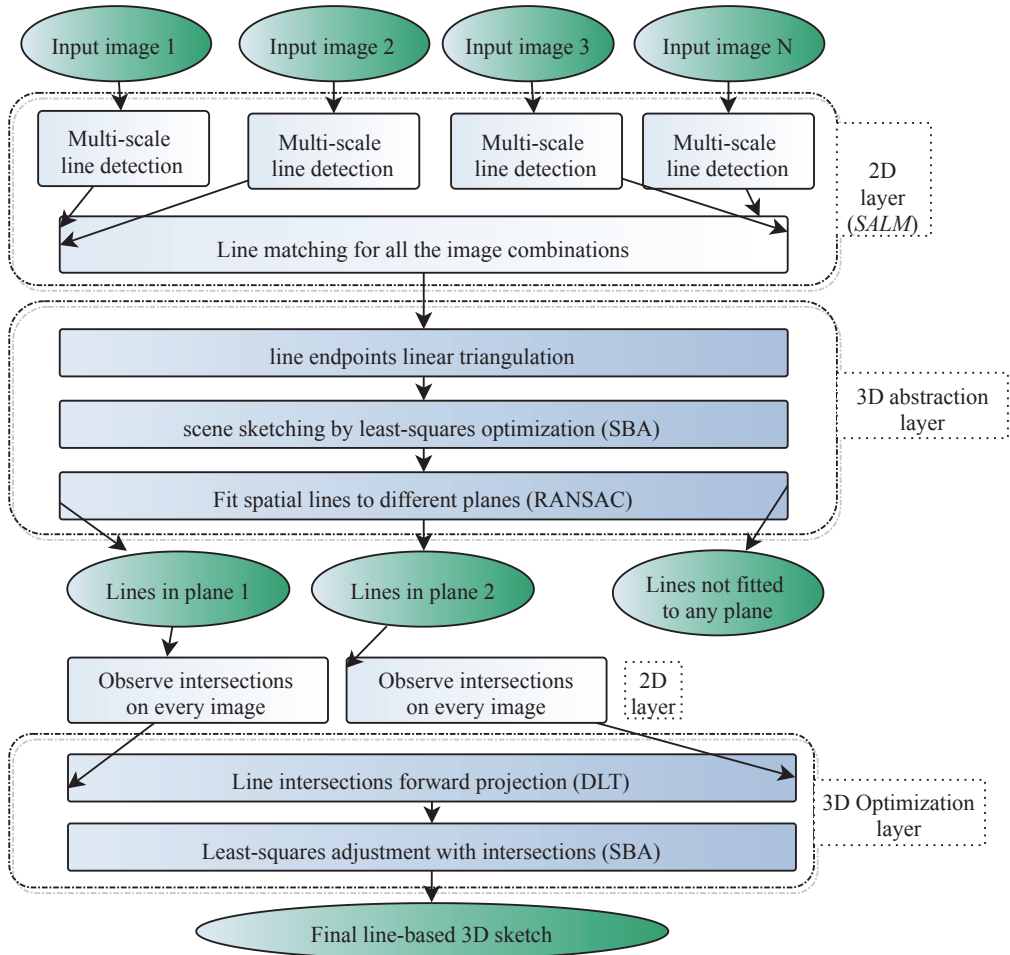 Input image 1
Input image 2
Input image 3
Input image N
Multi-scale
line detection
Multi-scale
line detection
Multi-scale
line detection
Multi-scale
line detection
2D
layer
(SALM)
Line matching for all the image combinations
line endpoints linear triangulation
scene sketching by least-squares optimization (SBA)
Fit spatial lines to different planes (RANSAC)
3D abstraction
layer
Lines in plane 1
Lines in plane 2
Lines not fitted
to any plane
Observe intersections
on every image
Observe intersections
on every image
2D
layer
Line intersections forward projection (DLT)
Least-squares adjustment with intersections (SBA)
3D Optimization
layer
Final line-based 3D sketch